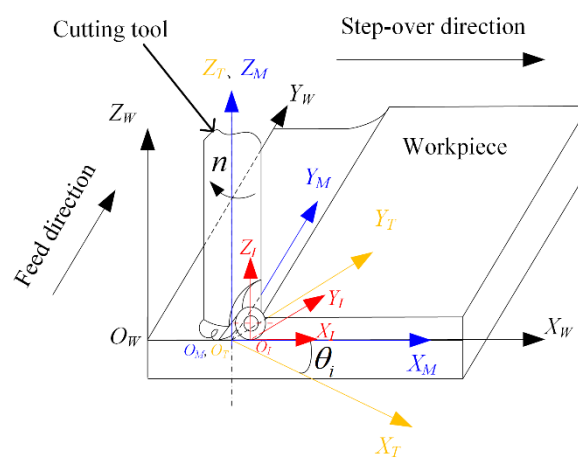 Cutting tool
Step-over direction
Z_T、Z_M
Y_W
Z_W
Workpiece
n
Y_M
Feed direction
Y_T
Z_I
Y_I
O_W
X_I
X_W
O_M, O_T
O_I
θ_i
X_M
X_T